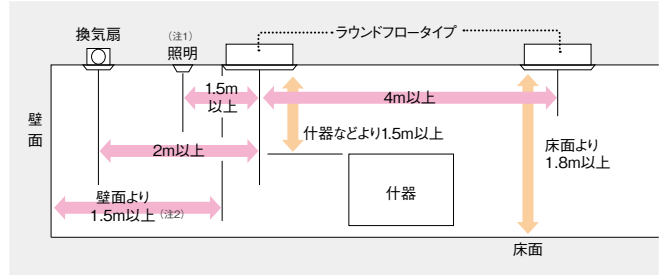 換気扇
(注1)
照明
ラウンドフロータイプ
1.5m
以上
4m以上
壁面
什器などより1.5m以上
床面より
1.8m以上
2m以上
壁面より
1.5m以上 (注2)
什器
床面